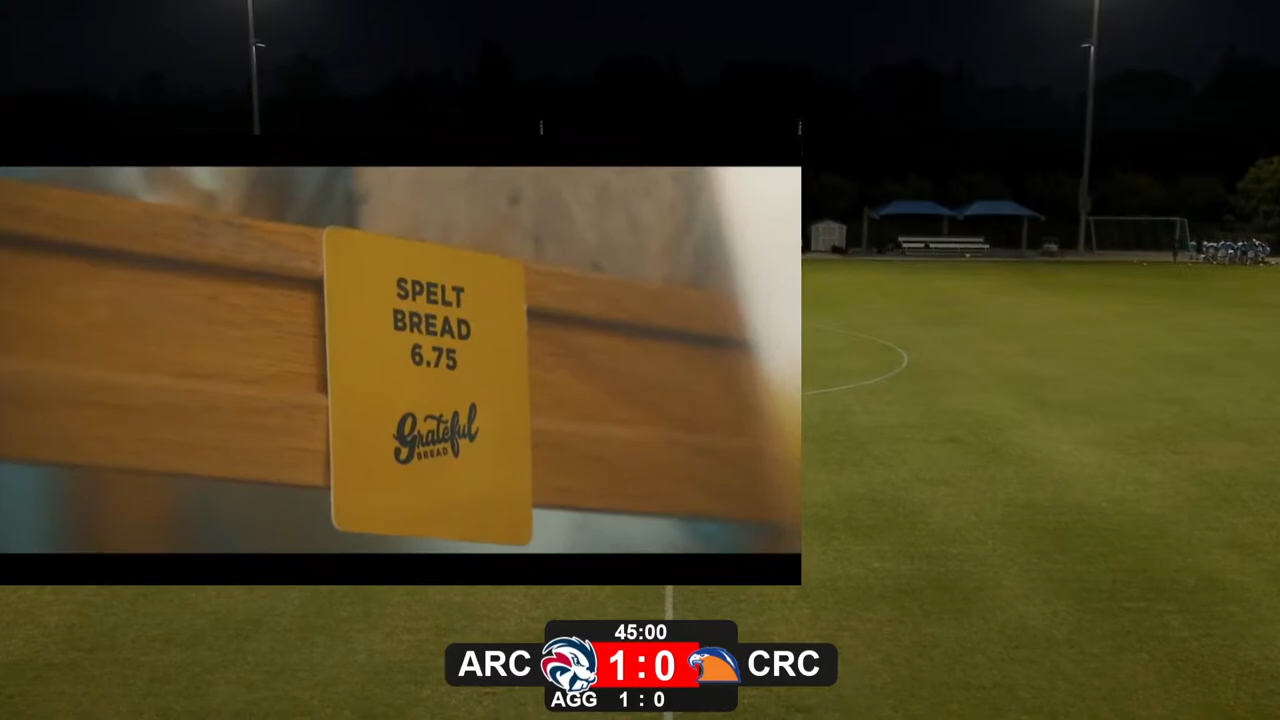 SPELT
BREAD
6.75
Grateful
BREAD
45:00
ARC 1:0 CRC
AGG 1 : 0